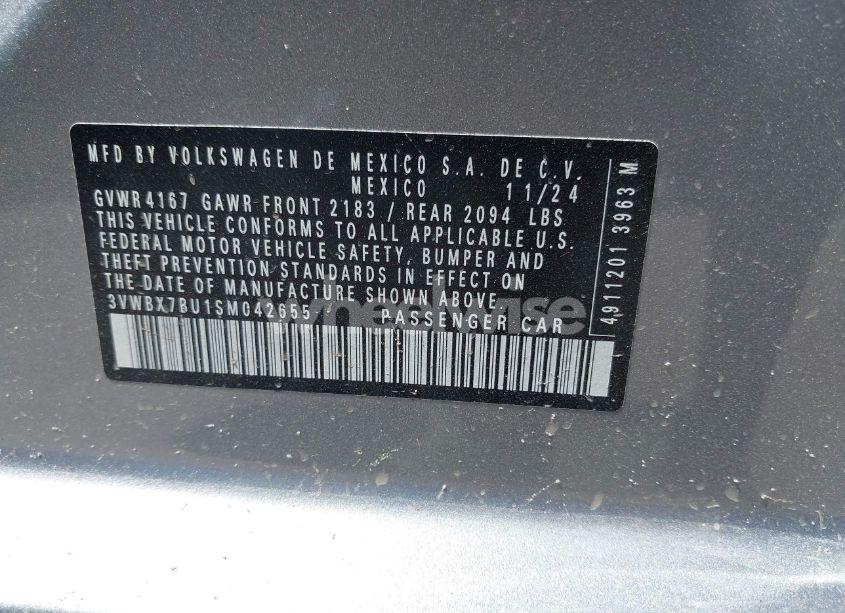 MFD BY VOLKSWAGEN DE MEXICO S.A. DE C.V.
MEXICO 11/24
GVWR 4167 GAWR FRONT 2183 / REAR 2094 LBS
THIS VEHICLE CONFORMS TO ALL APPLICABLE U.S.
FEDERAL MOTOR VEHICLE SAFETY, BUMPER AND
THEFT PREVENTION STANDARDS IN EFFECT ON
THE DATE OF MANUFACTURE SHOWN ABOVE.
3VWBX7BU1SM042655 PASSENGER CAR
4911201 3963 M
wheelwise